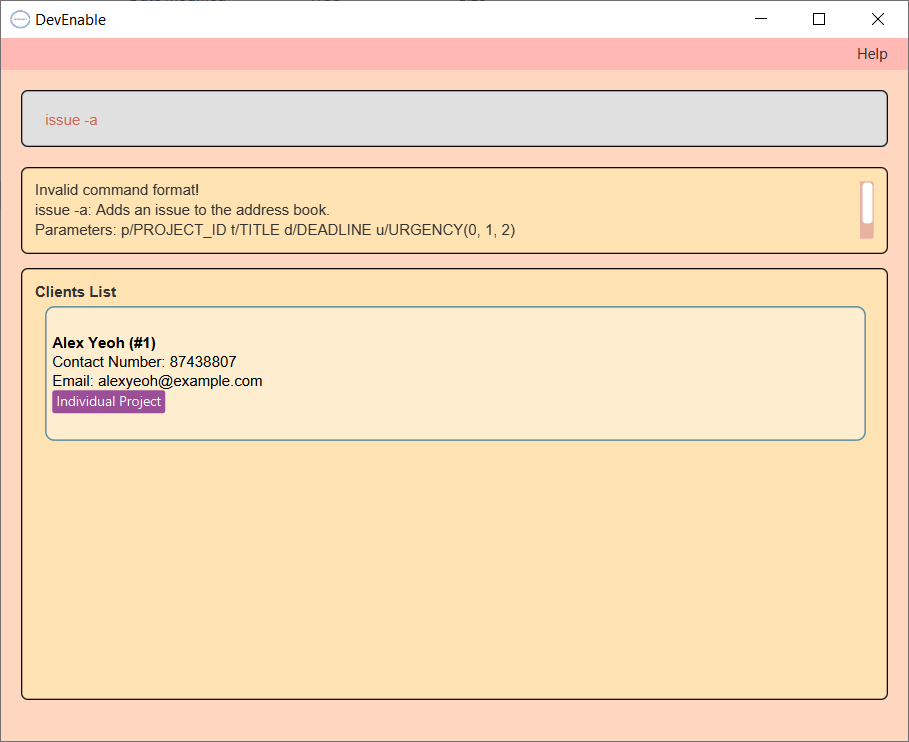 DevEnable
Help
issue -a
Invalid command format!
issue -a: Adds an issue to the address book.
Parameters: p/PROJECT_ID t/TITLE d/DEADLINE u/URGENCY(0, 1, 2)
Clients List
Alex Yeoh (#1)
Contact Number: 87438807
Email: alexyeoh@example.com
Individual Project